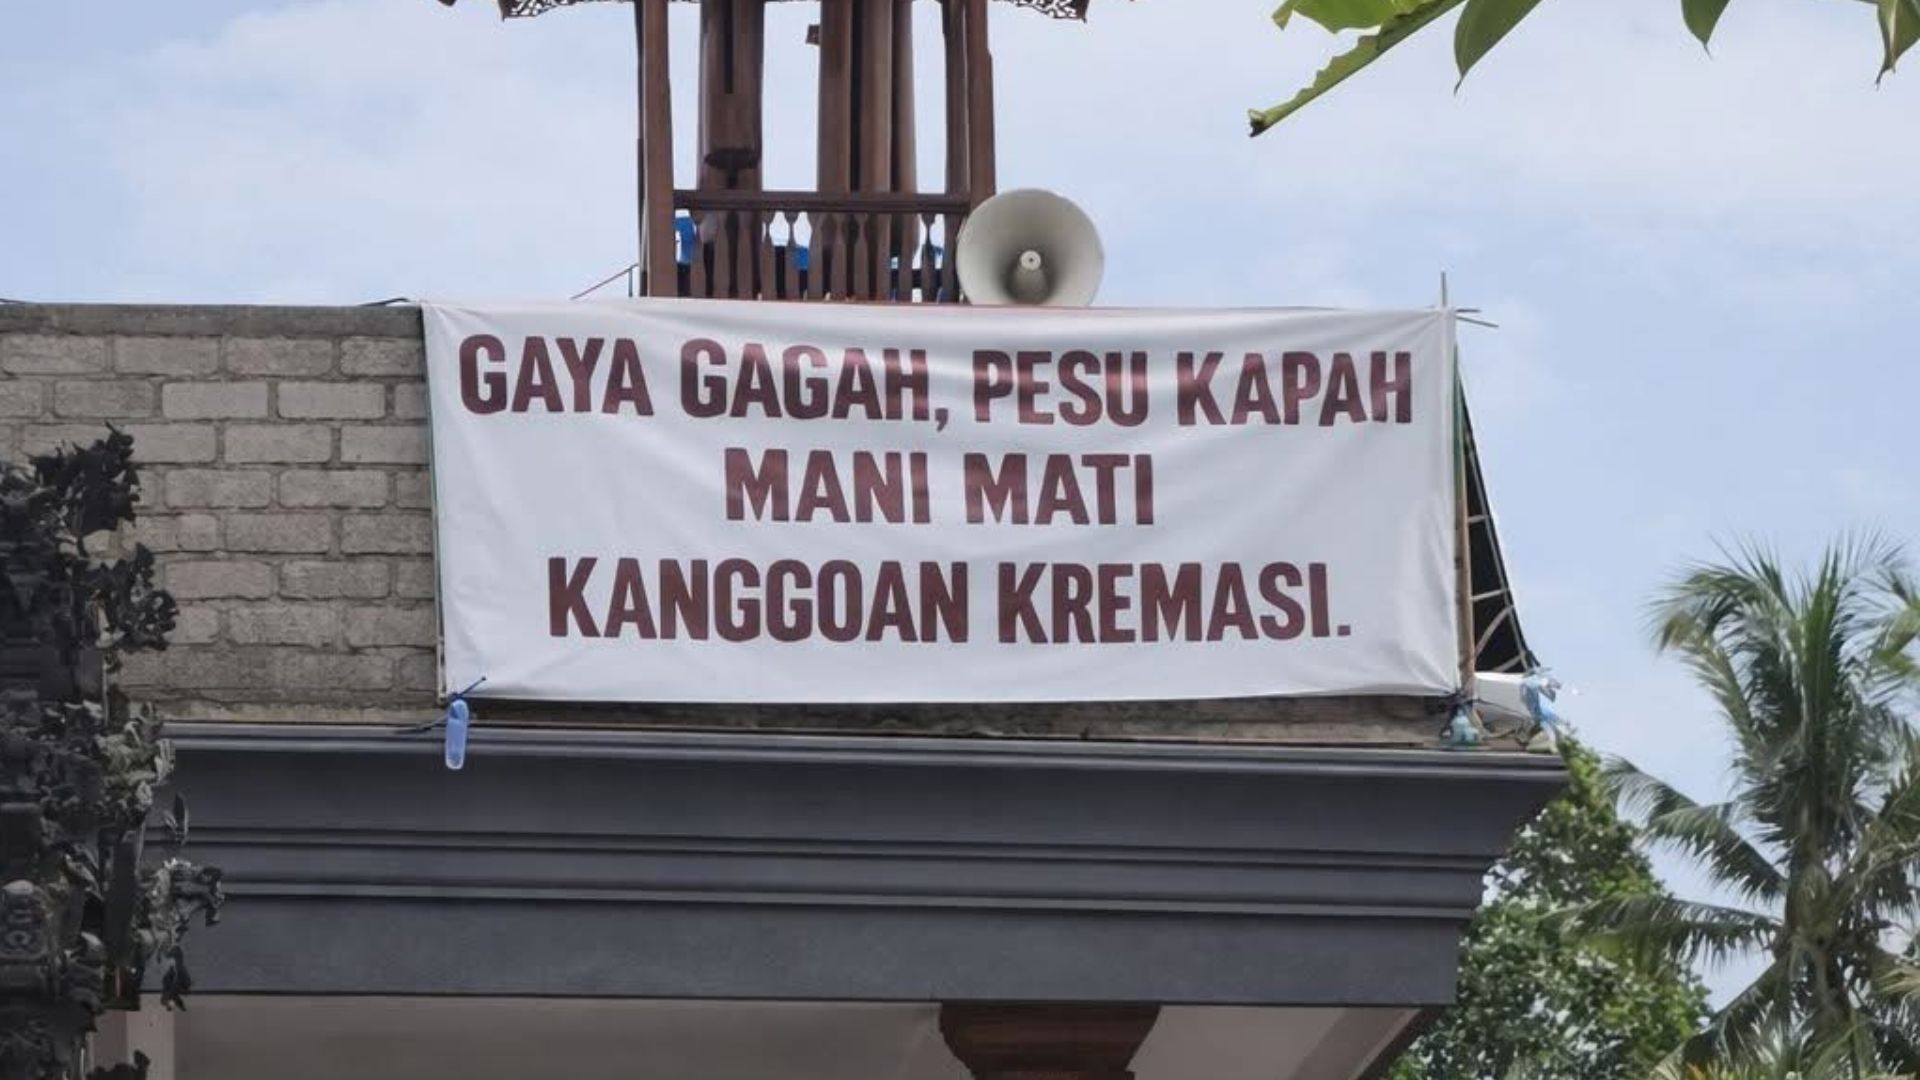 GAYA GAGAH, PESU KAPAH
MANI MATI
KANGGOAN KREMASI.